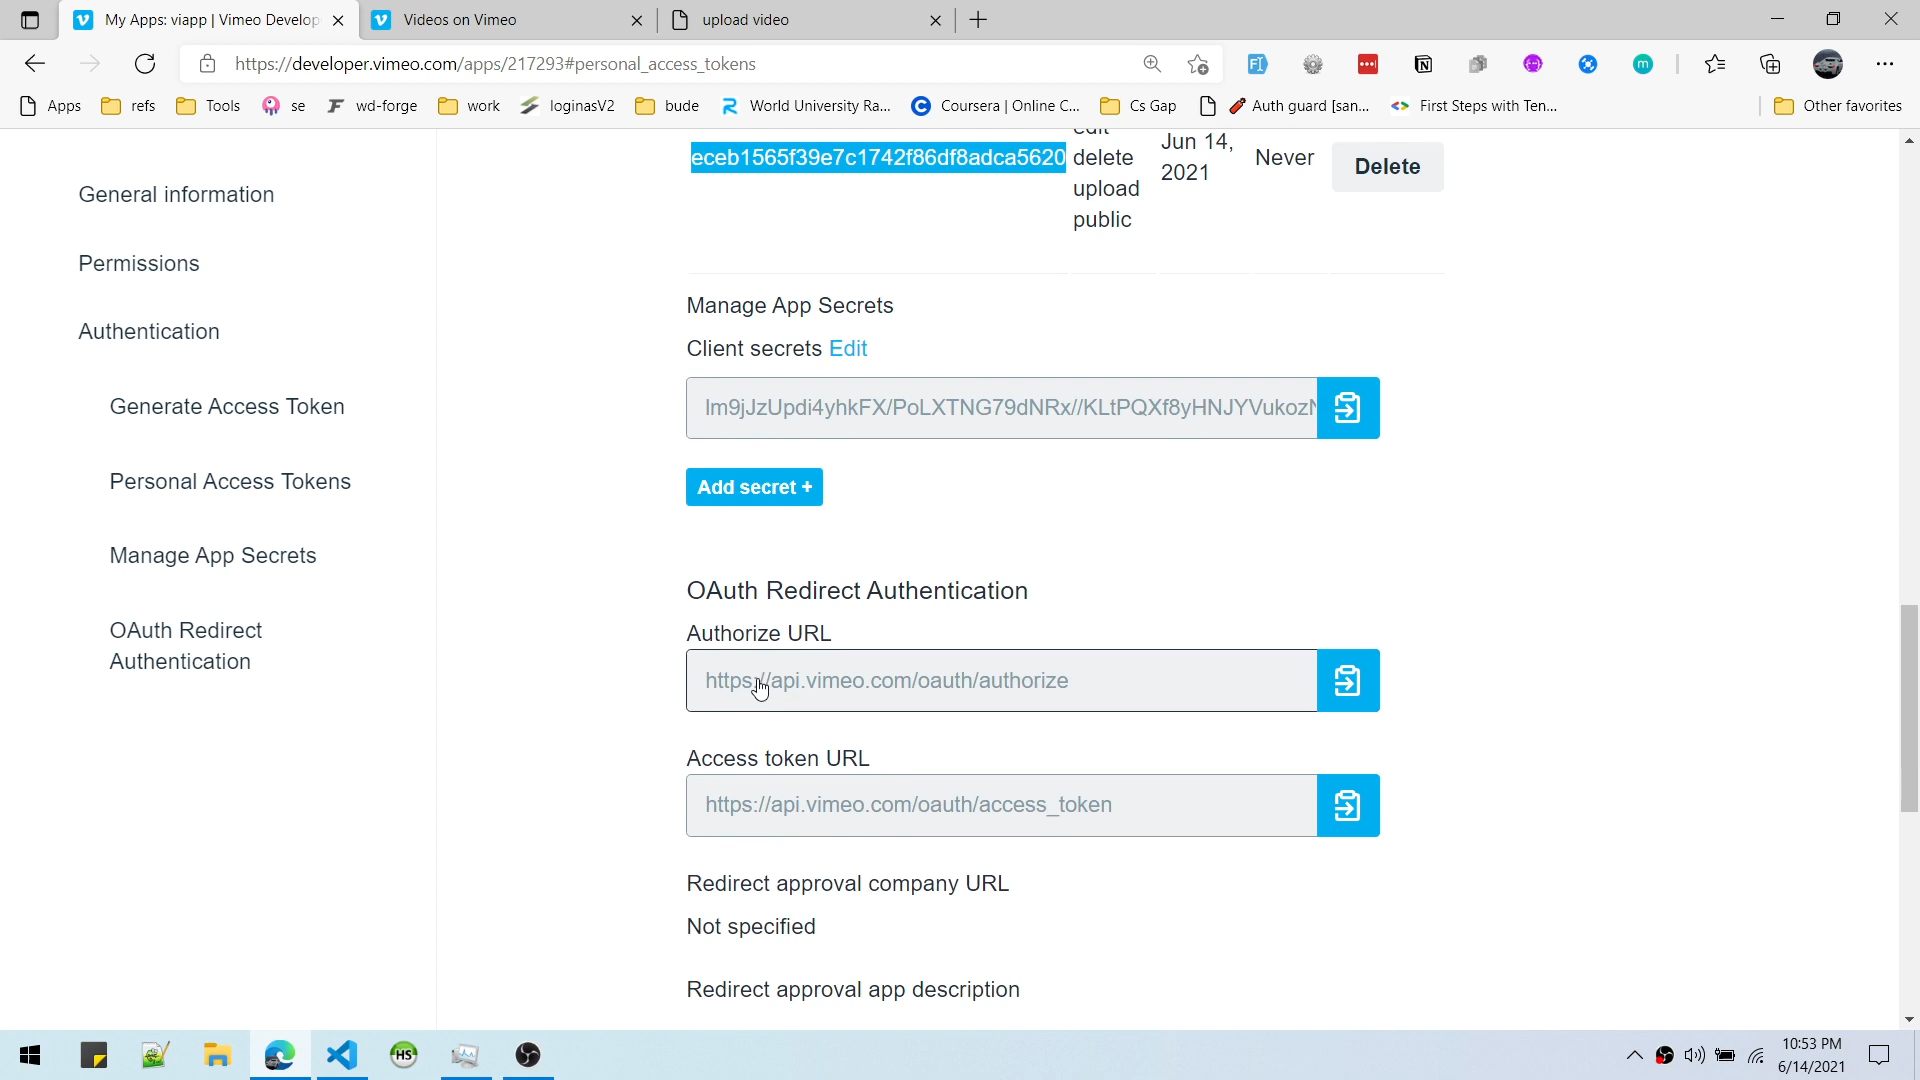 My Apps: viapp | Vimeo Develop
Videos on Vimeo
upload video
https://developer.vimeo.com/apps/217293#personal_access_tokens
Apps
refs
Tools
se
wd-forge
work
loginasV2
bude
World University Ra...
Coursera | Online C...
Cs Gap
Auth guard [san...
First Steps with Ten...
Other favorites
General information
Permissions
Authentication
Generate Access Token
Personal Access Tokens
Manage App Secrets
OAuth Redirect
Authentication
eceb1565f39e7c1742f86df8adca5620
edit
delete
upload
public
Jun 14,
2021
Never
Delete
Manage App Secrets
Client secrets Edit
Add secret +
OAuth Redirect Authentication
Authorize URL
https://api.vimeo.com/oauth/authorize
Access token URL
https://api.vimeo.com/oauth/access_token
Redirect approval company URL
Not specified
Redirect approval app description
HS
10:53 PM
6/14/2021